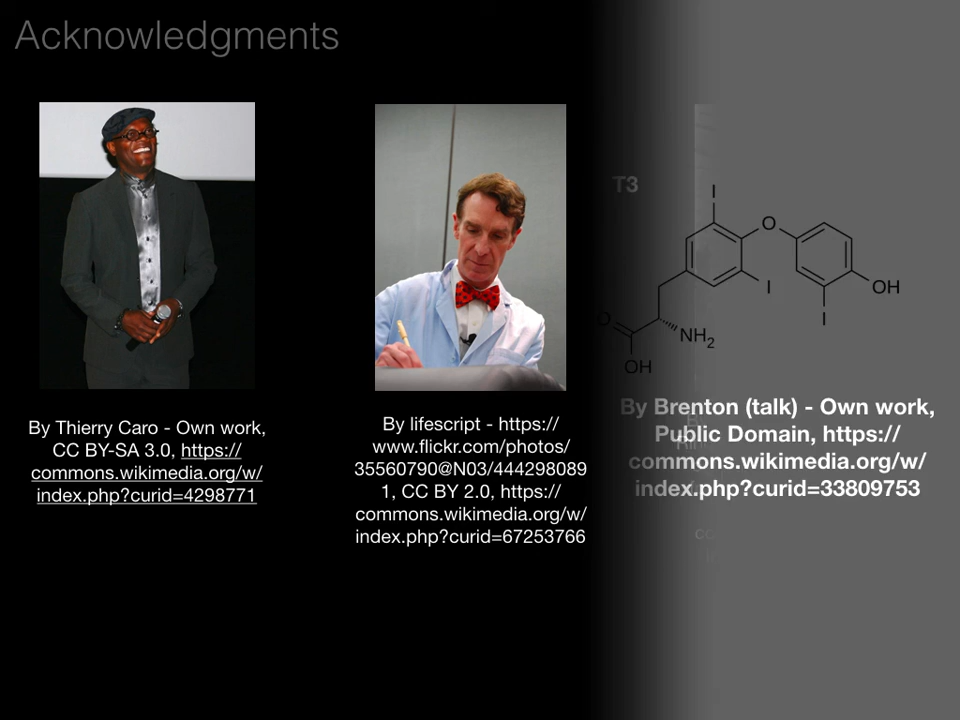 Acknowledgments
By Thierry Caro - Own work,
CC BY-SA 3.0, https://
commons.wikimedia.org/w/
index.php?curid=4298771
By lifescript - https://
www.flickr.com/photos/
35560790@N03/444298089
1, CC BY 2.0, https://
commons.wikimedia.org/w/
index.php?curid=67253766
T3
I
O
I
OH
I
O
NH2
OH
By Brenton (talk) - Own work,
Public Domain, https://
commons.wikimedia.org/w/
index.php?curid=33809753